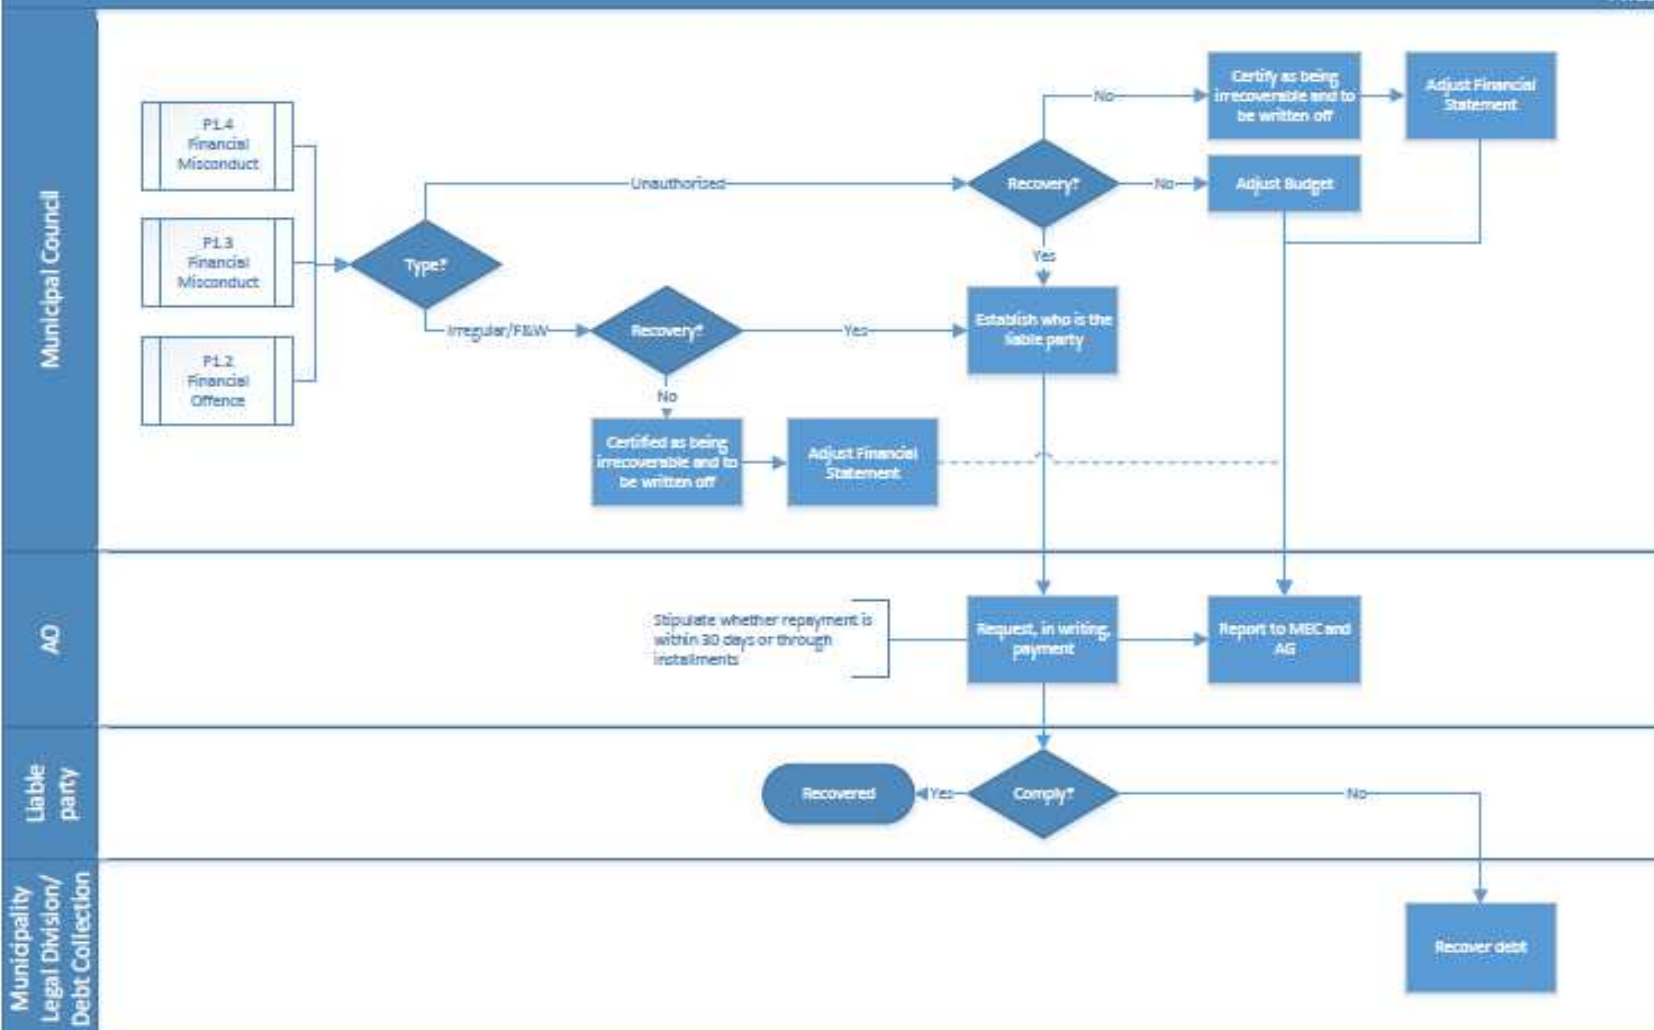 Municipal Council
P1.4
Financial
Misconduct
P1.3
Financial
Misconduct
P1.2
Financial
Offence
Type?
Unauthorised
Irregular/F&W
Recovery?
No
Certify as being
irrecoverable and to
be written off
Adjust Financial
Statement
No
Adjust Budget
Yes
Recovery?
Yes
Establish who is the
liable party
No
Certified as being
irrecoverable and to
be written off
Adjust Financial
Statement
AO
Stipulate whether repayment is
within 30 days or through
installments
Request, in writing,
payment
Report to MEC and
AG
Liable
party
Recovered
Yes
Comply?
No
Municipality
Legal Division/
Debt Collection
Recover debt